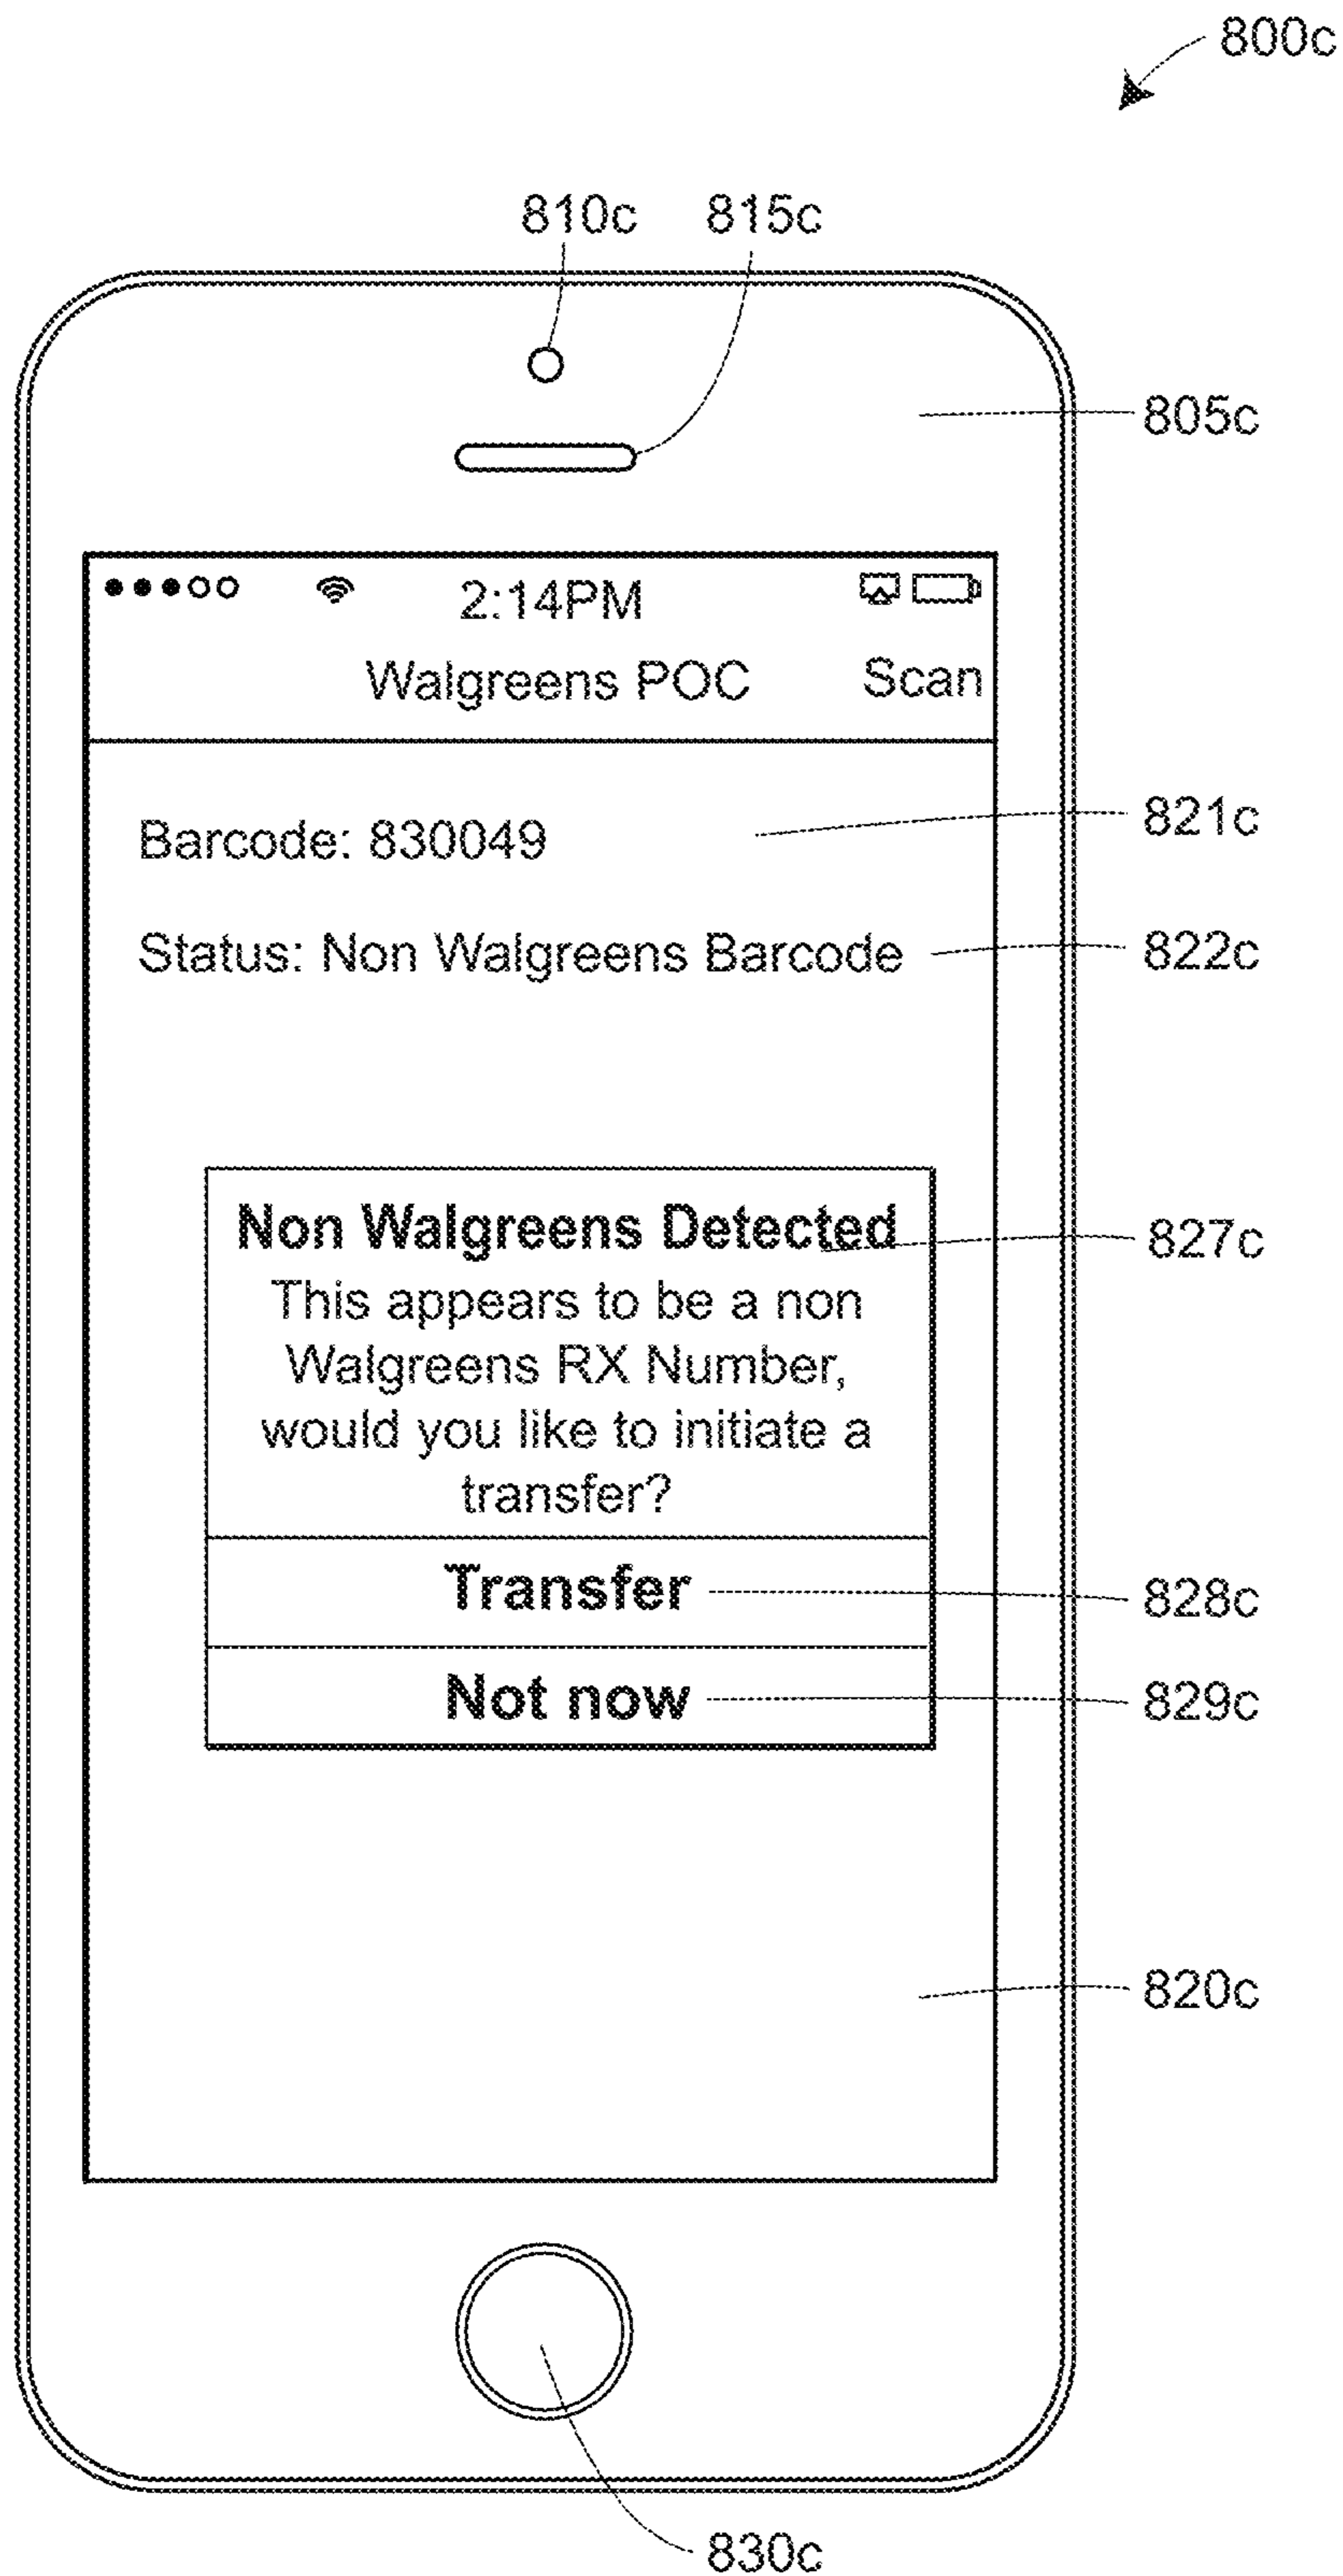 800c
810c 815c
805c
2:14PM
Walgreens POC Scan
Barcode: 830049 821c
Status: Non Walgreens Barcode 822c
Non Walgreens Detected 827c
This appears to be a non
Walgreens RX Number,
would you like to initiate a
transfer?
Transfer 828c
Not now 829c
820c
830c